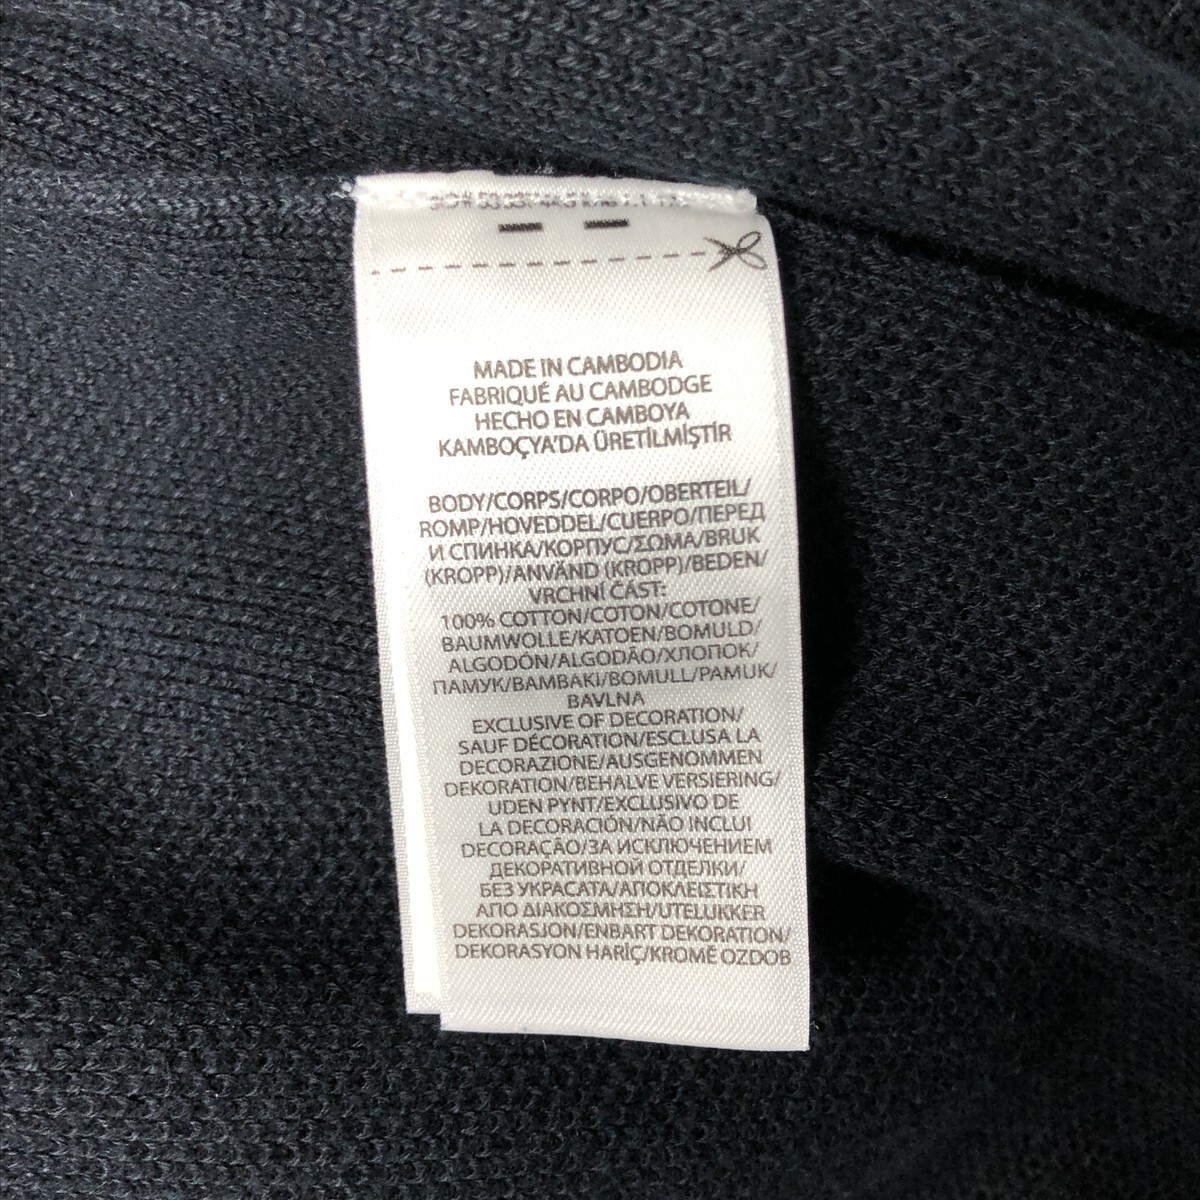 MADE IN CAMBODIA
FABRIQUÉ AU CAMBODGE
HECHO EN CAMBOYA
KAMBOÇYA'DA ÜRETİLMİŞTİR
BODY/CORPS/CORPO/OBERTEIL/
ROMP/HOVEDDEL/CUERPO/ПЕРЕД
И СПИНКА/КОРПУС/ΣΩΜΑ/BRUK
(KROPP)/ANVÄND (KROPP)/BEDEN/
VRCHNÍ ČÁST:
100% COTTON/COTON/COTONE/
BAUMWOLLE/KATOEN/BOMULD/
ALGODÓN/ALGODÃO/ХЛОПОК/
ПАМУК/ΒΑΜΒΑΚΙ/BOMULL/PAMUK/
BAVLNA
EXCLUSIVE OF DECORATION/
SAUF DÉCORATION/ESCLUSA LA
DECORAZIONE/AUSGENOMMEN
DEKORATION/BEHALVE VERSIERING/
UDEN PYNT/EXCLUSIVO DE
LA DECORACIÓN/NÃO INCLUI
DECORAÇÃO/ЗА ИСКЛЮЧЕНИЕМ
ДЕКОРАТИВНОЙ ОТДЕЛКИ/
БЕЗ УКРАСАТА/ΑΠΟΚΛΕΙΣΤΙΚΗ
ΑΠΟ ΔΙΑΚΟΣΜΗΣΗ/UTELUKKER
DEKORASJON/ENBART DEKORATION/
DEKORASYON HARİÇ/KROMĚ OZDOB